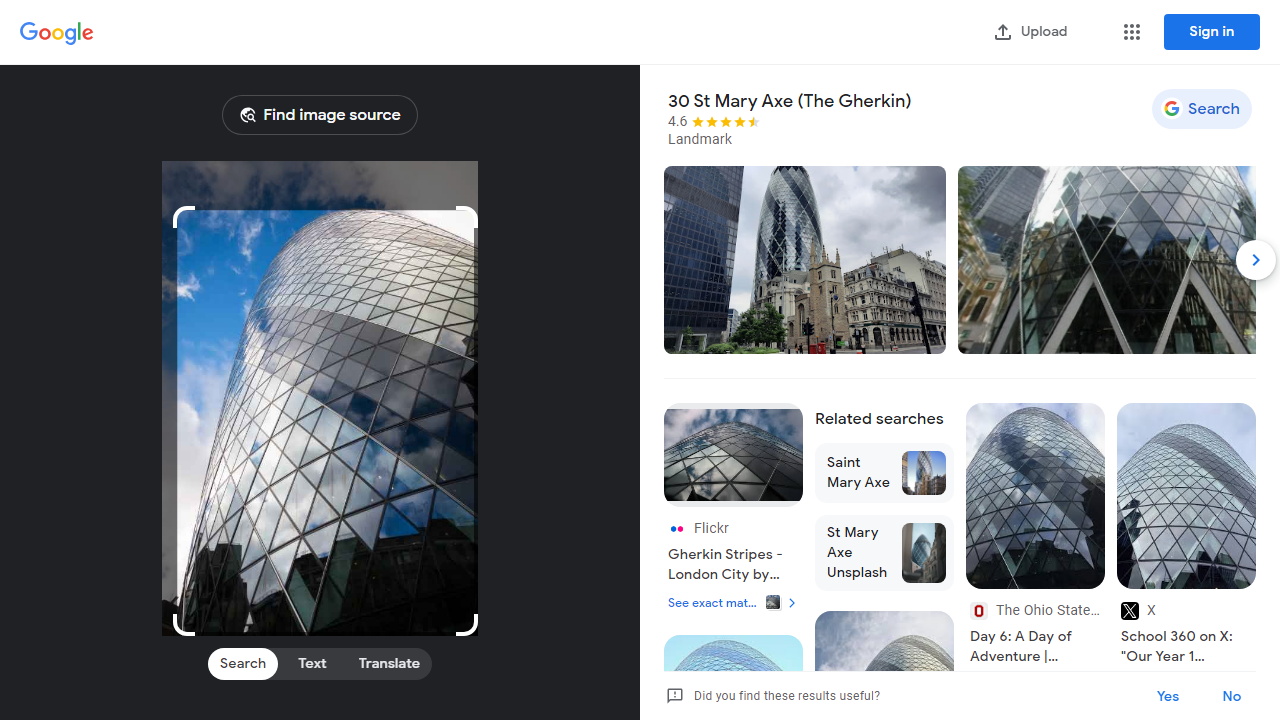 Google
Upload
Sign in
Find image source
Search
Text
Translate
30 St Mary Axe (The Gherkin)
4.6
Landmark
Search
Flickr
Gherkin Stripes -
London City by...
See exact mat...
Related searches
Saint
Mary Axe
St Mary
Axe
Unsplash
The Ohio State...
Day 6: A Day of
Adventure |...
X
School 360 on X:
"Our Year 1...
Did you find these results useful?
Yes
No